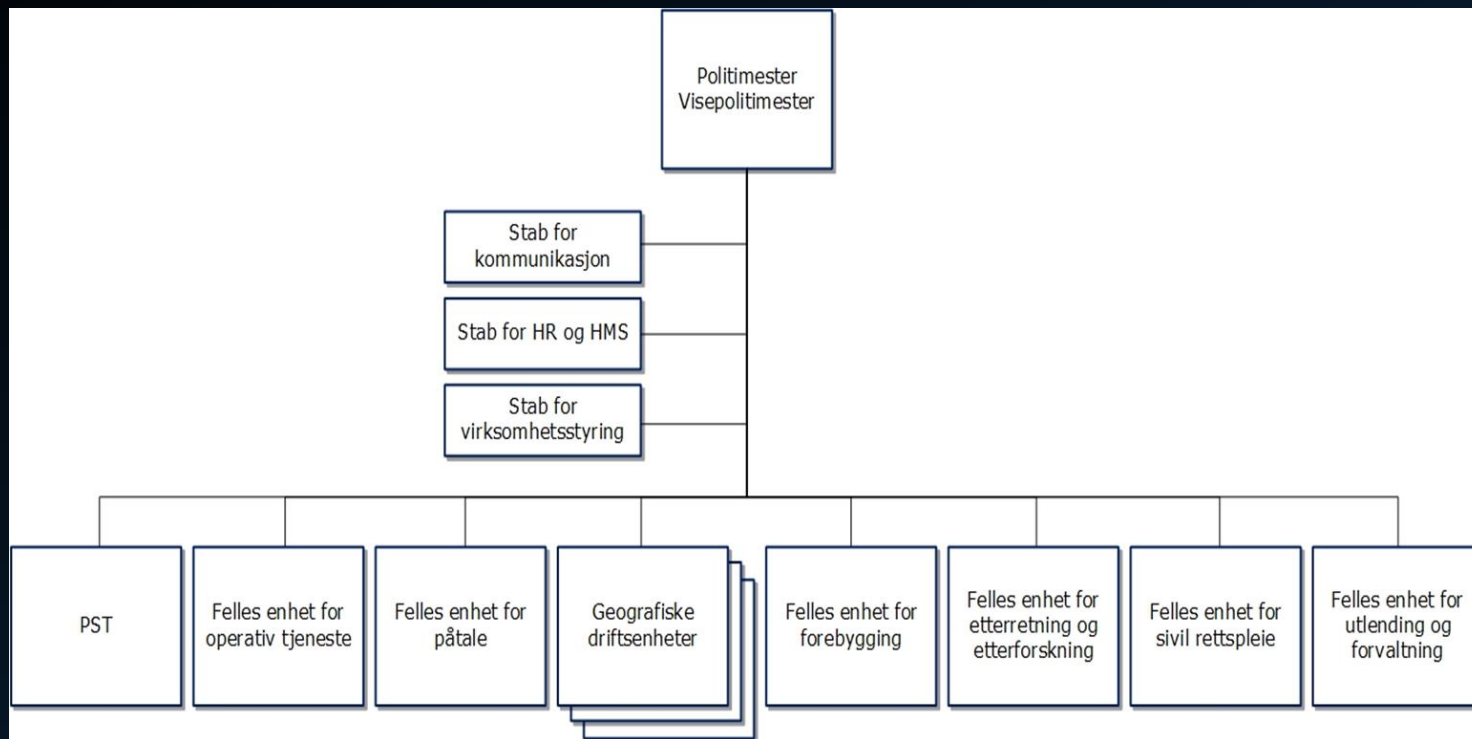 Politimester
Visepolitimester
Stab for
kommunikasjon
Stab for HR og HMS
Stab for
virksomhetsstyring
PST
Felles enhet for
operativ tjeneste
Felles enhet for
påtale
Geografiske
driftsenheter
Felles enhet for
forebygging
Felles enhet for
etterretning og
etterforskning
Felles enhet for
sivil rettspleie
Felles enhet for
utlending og
forvaltning